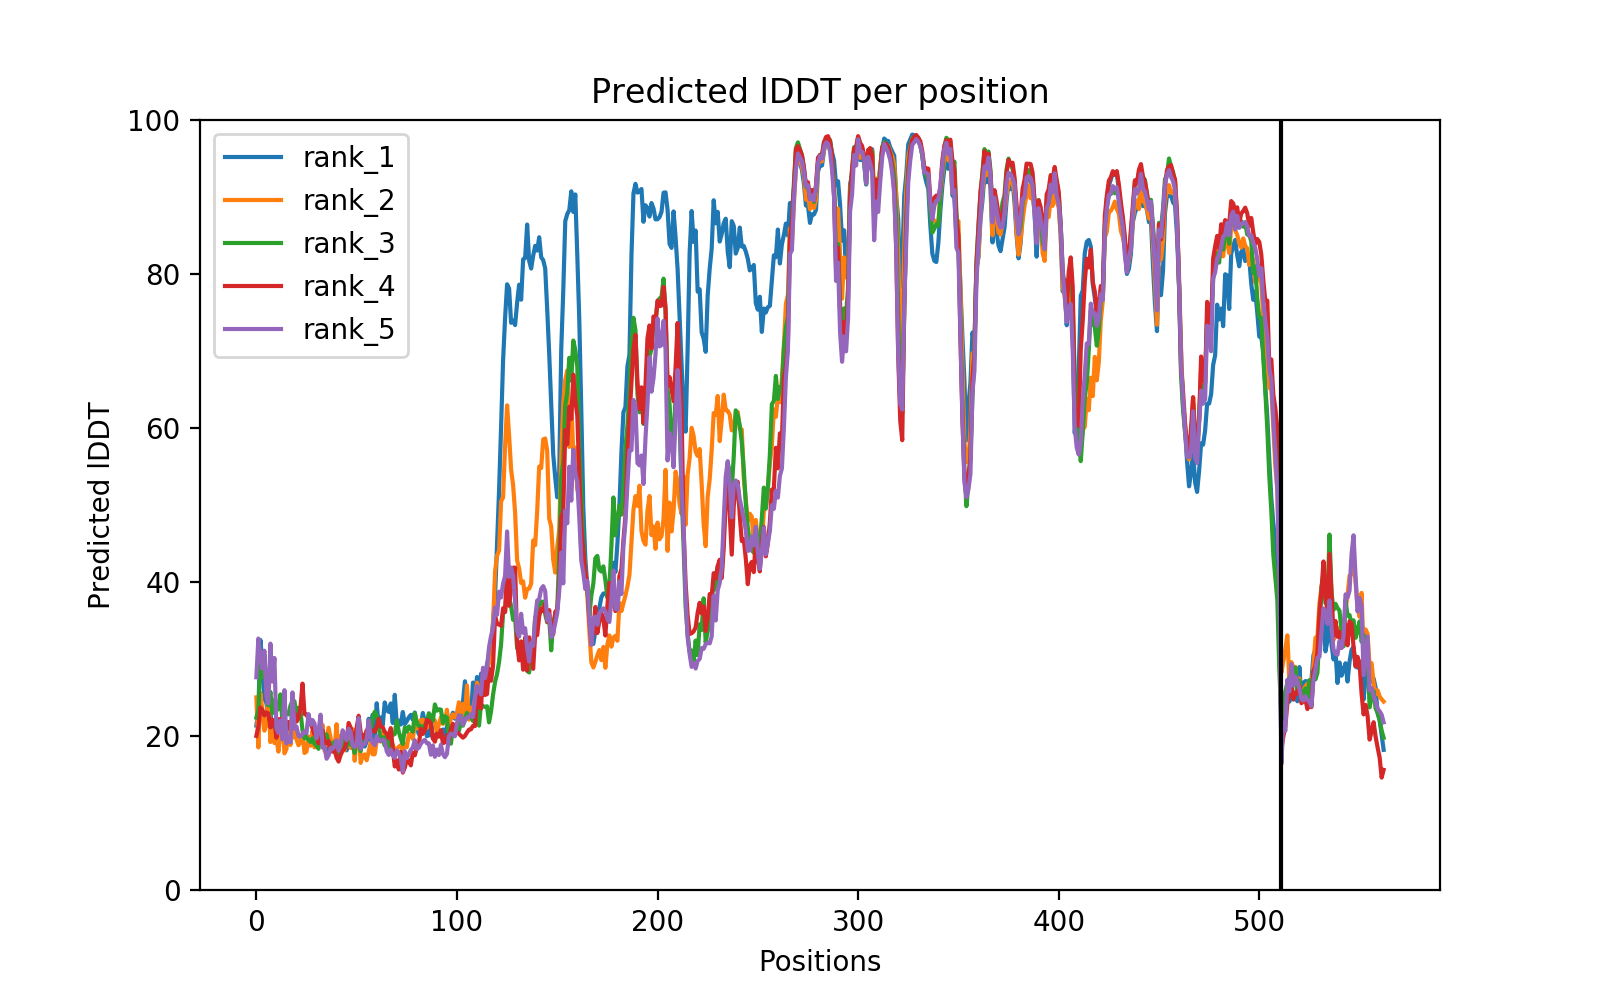 Predicted lDDT per position
100
80
60
40
20
0
Predicted lDDT
rank_1
rank_2
rank_3
rank_4
rank_5
0 100 200 300 400 500
Positions